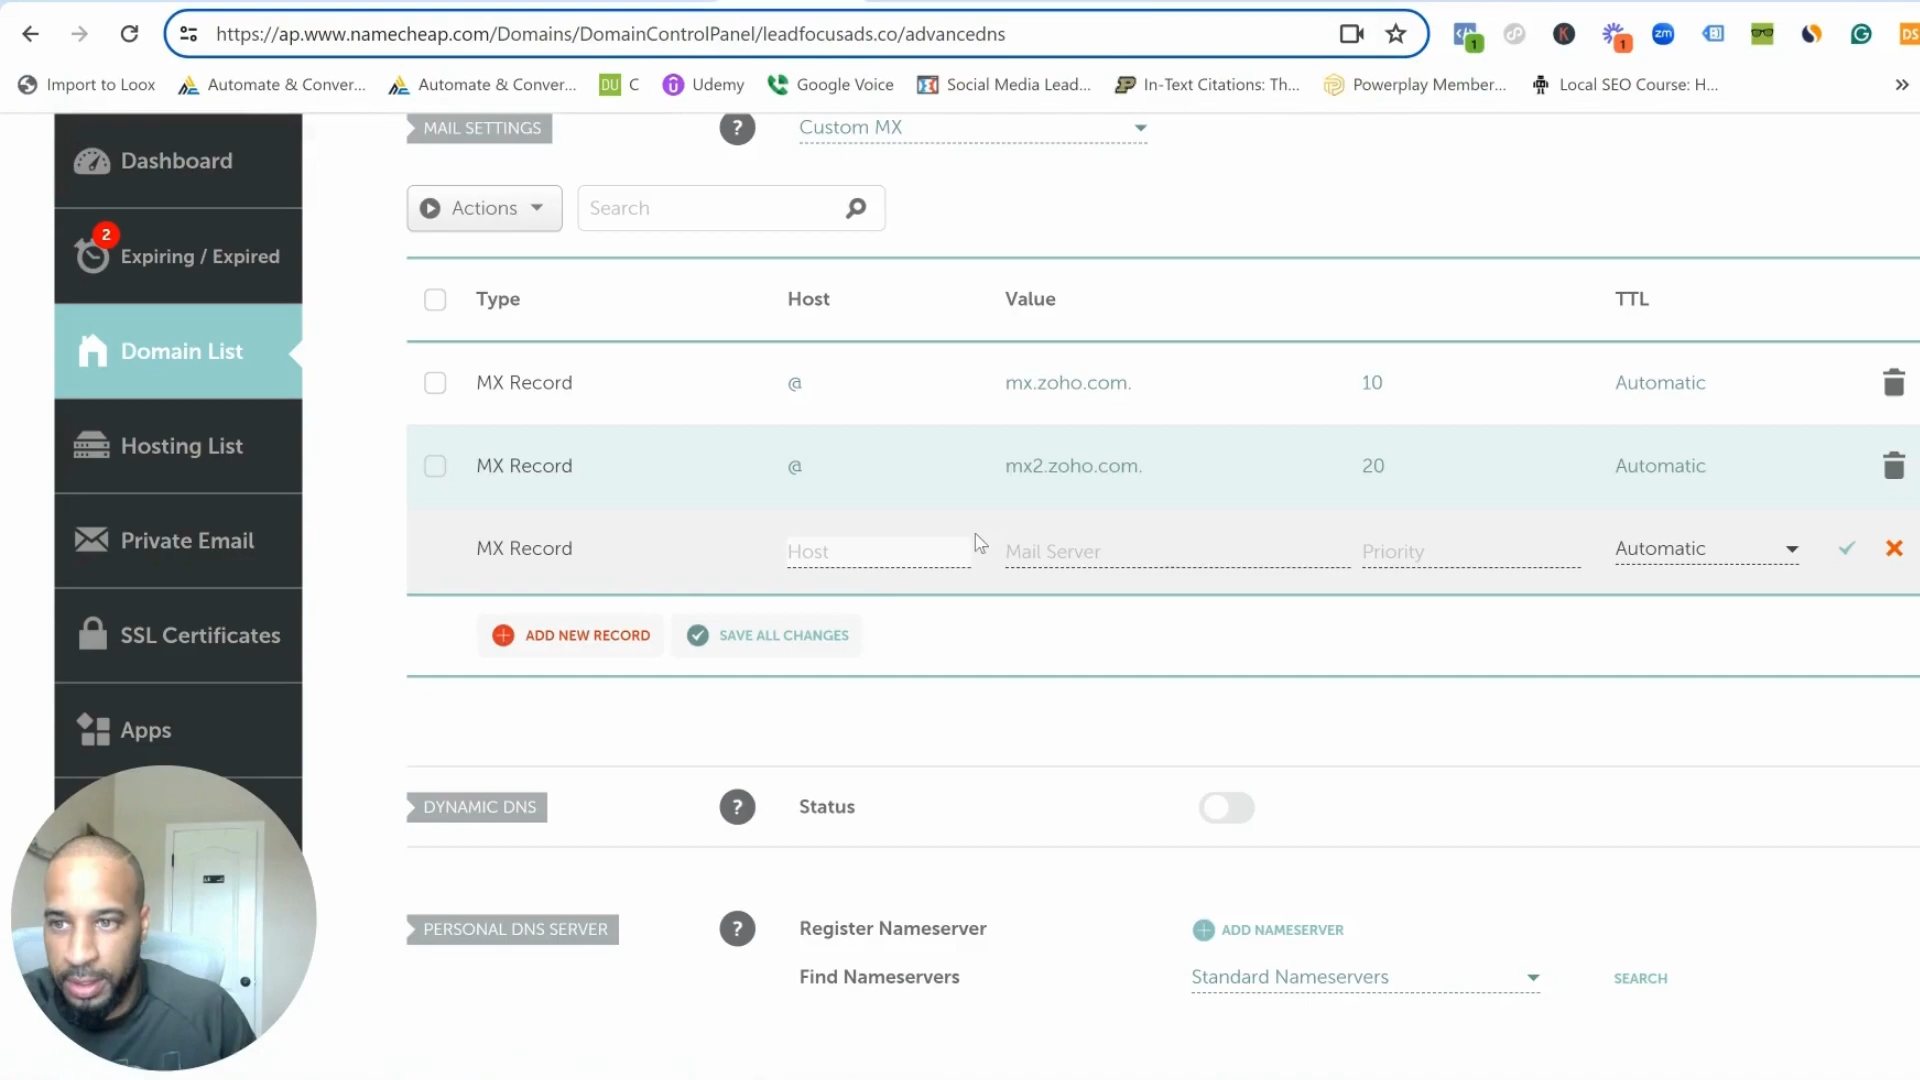 https://ap.www.namecheap.com/Domains/DomainControlPanel/leadfocusads.co/advancedns
1
K
1
zm
G
DS
Import to Loox
Automate & Conver...
Automate & Conver...
DU
C
Udemy
Google Voice
Social Media Lead...
In-Text Citations: Th...
Powerplay Member...
Local SEO Course: H...
»
Dashboard
2
Expiring / Expired
Domain List
Hosting List
Private Email
SSL Certificates
Apps
MAIL SETTINGS
?
Custom MX
Actions
Search
Type Host Value TTL
MX Record @ mx.zoho.com. 10 Automatic
MX Record @ mx2.zoho.com. 20 Automatic
MX Record Host Mail Server Priority Automatic
ADD NEW RECORD
SAVE ALL CHANGES
DYNAMIC DNS
?
Status
PERSONAL DNS SERVER
?
Register Nameserver
ADD NAMESERVER
Find Nameservers
Standard Nameservers
SEARCH